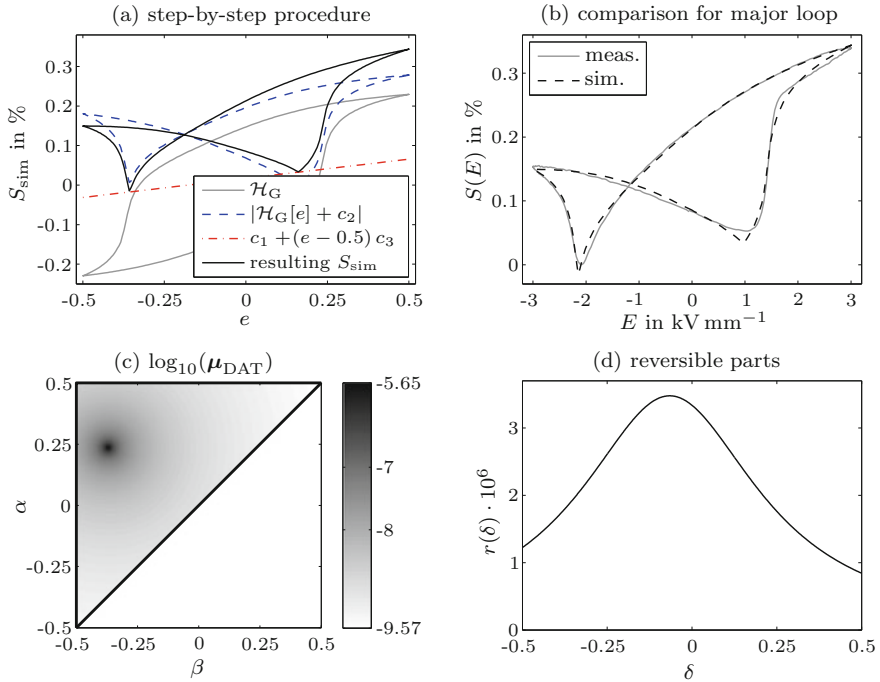 (a) step-by-step procedure
S_sim in %
0.3
0.2
0.1
0
-0.1
-0.2
-0.5
-0.25
0
0.25
0.5
e
ℋ_G
|ℋ_G[e] + c_2|
c_1 + (e − 0.5) c_3
resulting S_sim
(b) comparison for major loop
S(E) in %
0.3
0.2
0.1
0
-3
-2
-1
0
1
2
3
E in kV mm⁻¹
meas.
sim.
(c) log_10(μ_DAT)
α
0.5
0.25
0
-0.25
-0.5
-0.5
-0.25
0
0.25
0.5
β
-5.65
-7
-8
-9.57
(d) reversible parts
r(δ) · 10⁶
3
2
1
0
-0.5
-0.25
0
0.25
0.5
δ